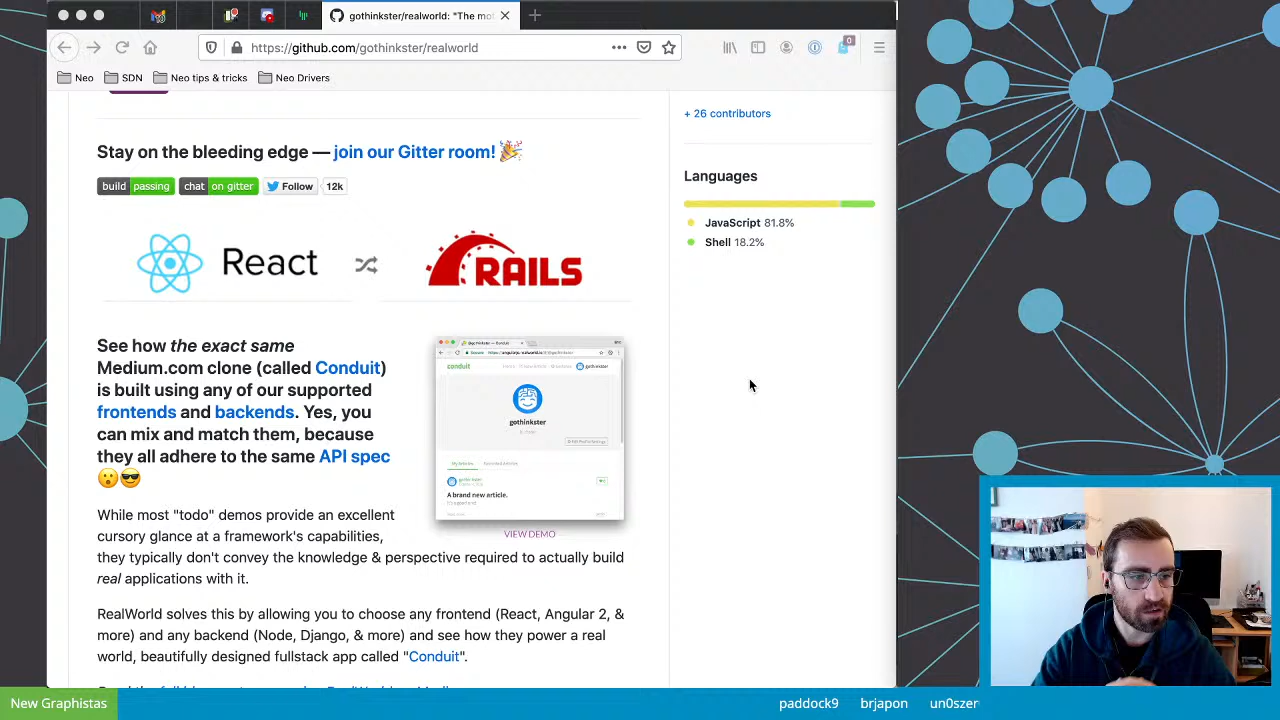 gothinkster/realworld: "The mot
https://github.com/gothinkster/realworld
0
Neo
SDN
Neo tips & tricks
Neo Drivers
+ 26 contributors
Stay on the bleeding edge — join our Gitter room! 🎉
build passing chat on gitter Follow 12k
Languages
JavaScript 81.8%
Shell 18.2%
React
RAILS
See how the exact same
Medium.com clone (called Conduit)
is built using any of our supported
frontends and backends. Yes, you
can mix and match them, because
they all adhere to the same API spec
😮😎
conduit
gothinkster
gothinkster
My Articles
A brand new article.
VIEW DEMO
While most "todo" demos provide an excellent
cursory glance at a framework's capabilities,
they typically don't convey the knowledge & perspective required to actually build
real applications with it.
RealWorld solves this by allowing you to choose any frontend (React, Angular 2, &
more) and any backend (Node, Django, & more) and see how they power a real
world, beautifully designed fullstack app called "Conduit".
New Graphistas
paddock9
brjapon
un0szer